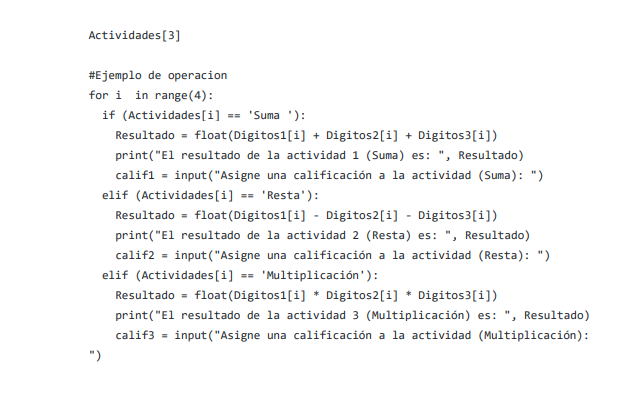 Actividades[3]
#Ejemplo de operacion
for i  in range(4):
  if (Actividades[i] == 'Suma '):
    Resultado = float(Digitos1[i] + Digitos2[i] + Digitos3[i])
    print("El resultado de la actividad 1 (Suma) es: ", Resultado)
    calif1 = input("Asigne una calificación a la actividad (Suma): ")
  elif (Actividades[i] == 'Resta'):
    Resultado = float(Digitos1[i] - Digitos2[i] - Digitos3[i])
    print("El resultado de la actividad 2 (Resta) es: ", Resultado)
    calif2 = input("Asigne una calificación a la actividad (Resta): ")
  elif (Actividades[i] == 'Multiplicación'):
    Resultado = float(Digitos1[i] * Digitos2[i] * Digitos3[i])
    print("El resultado de la actividad 3 (Multiplicación) es: ", Resultado)
    calif3 = input("Asigne una calificación a la actividad (Multiplicación):
")